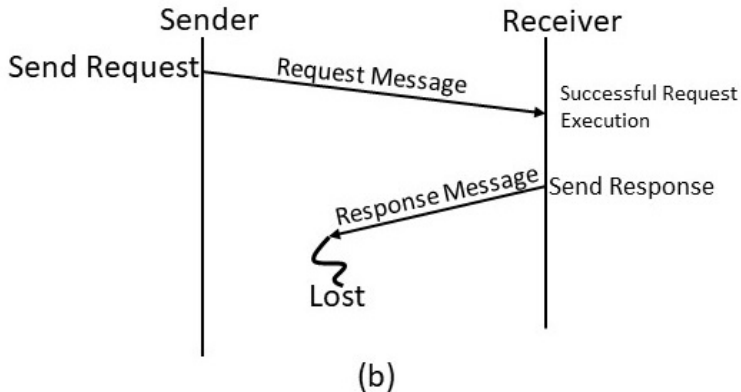 Sender
Receiver
Send Request
Request Message
Successful Request
Execution
Response Message
Send Response
Lost
(b)